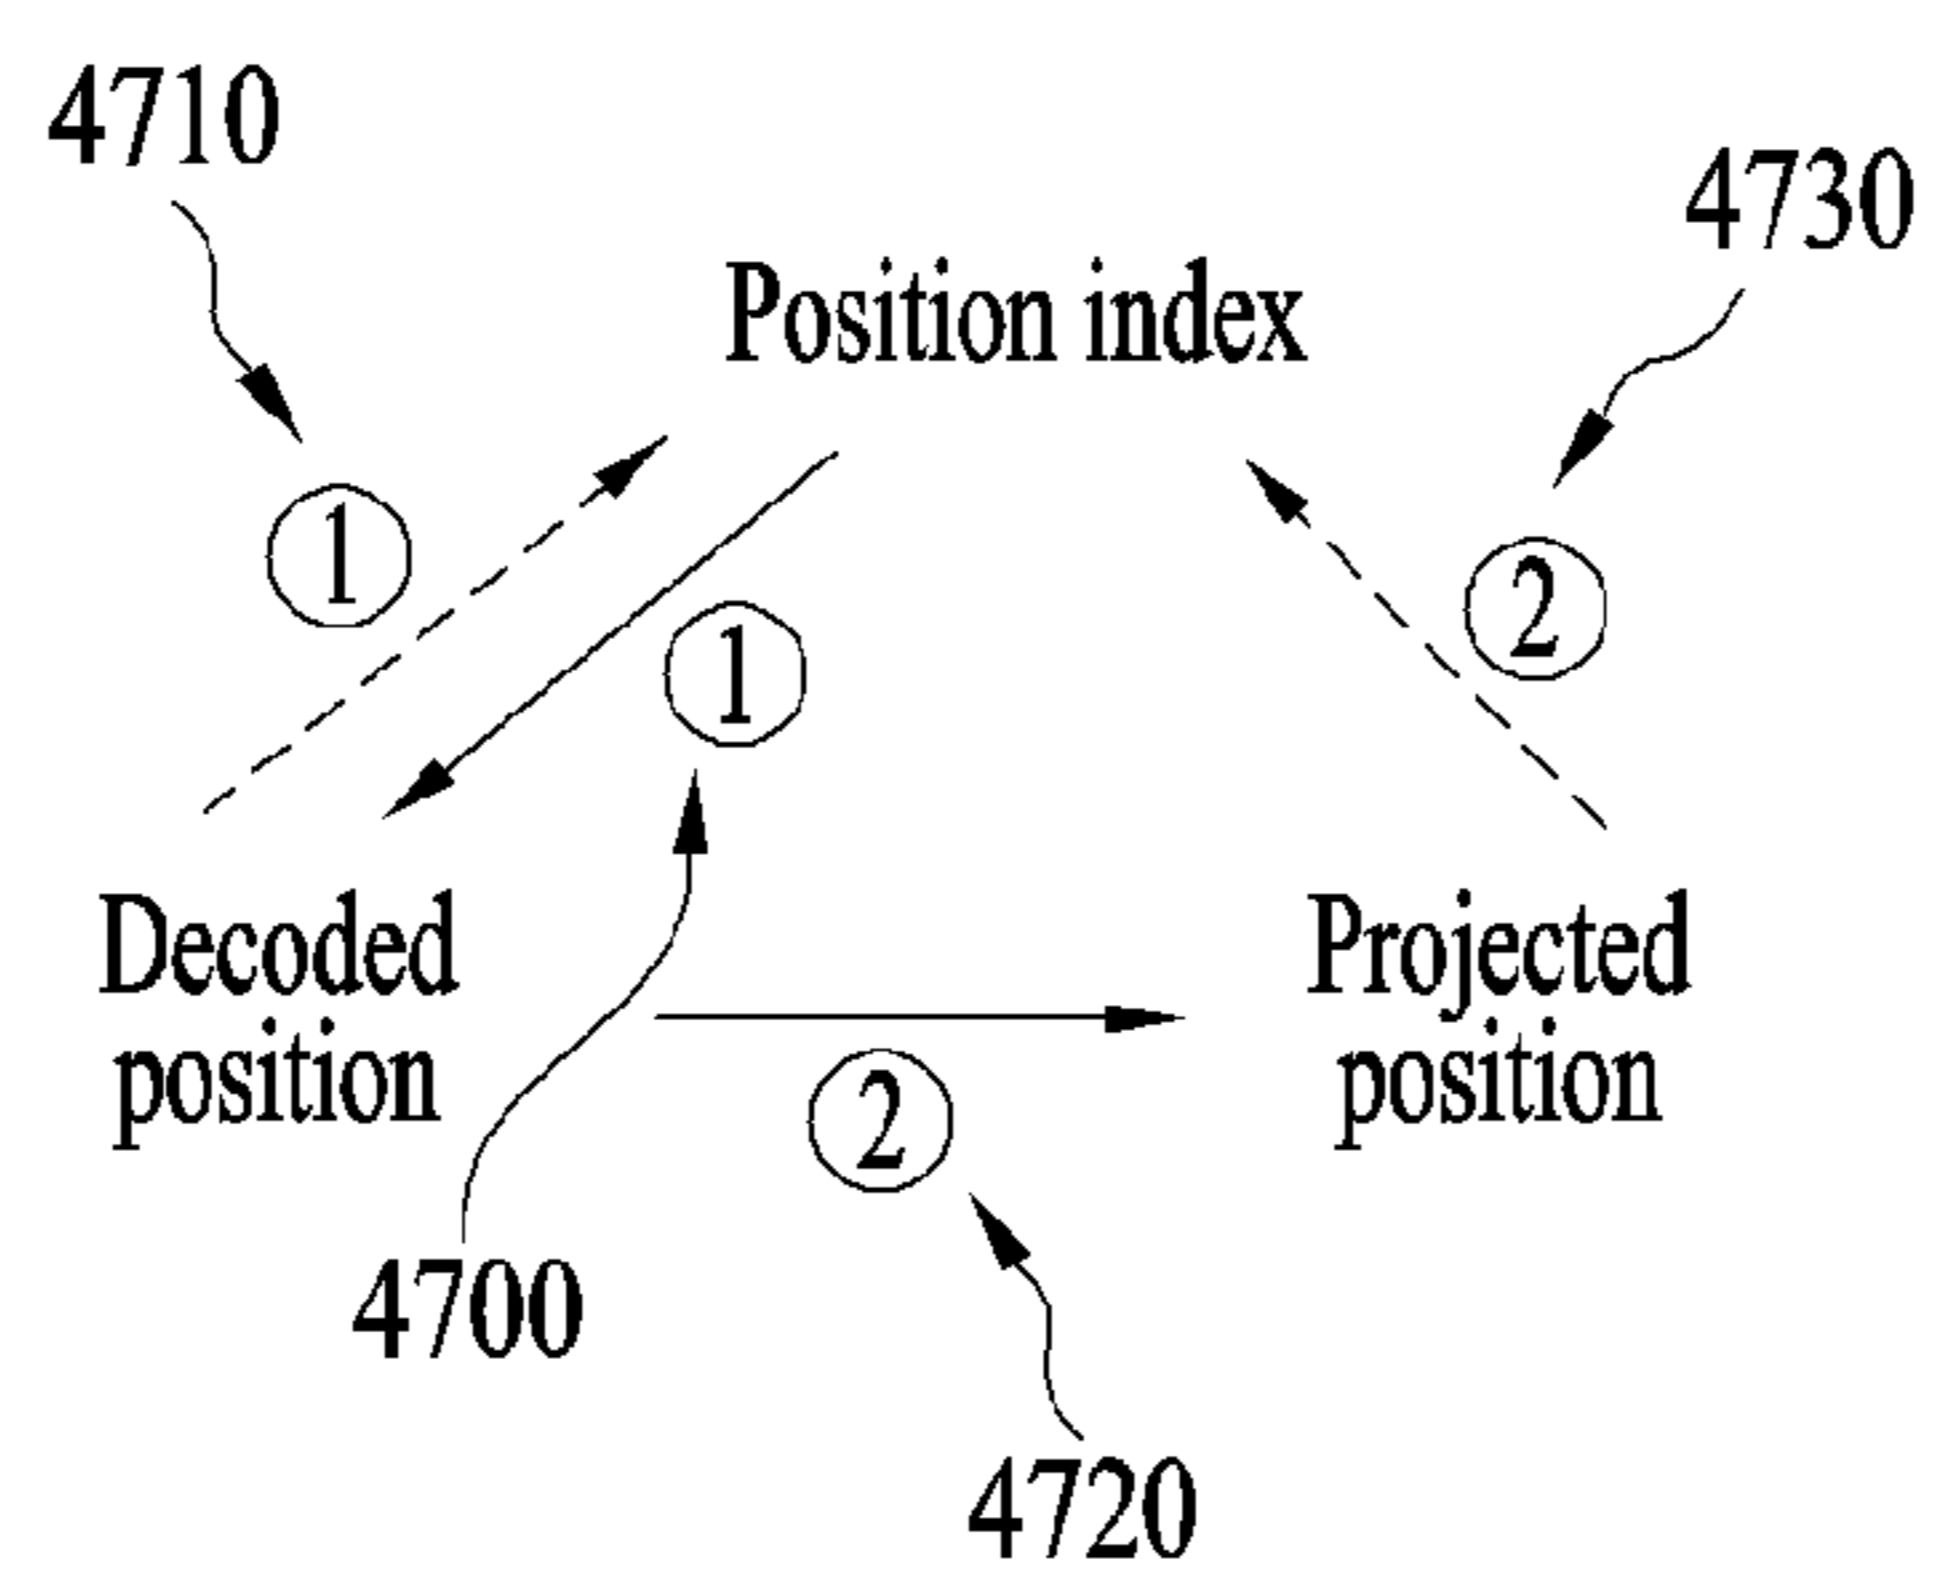 4710
4730
Position index
1
2
1
Decoded
position
Projected
position
2
4700
4720